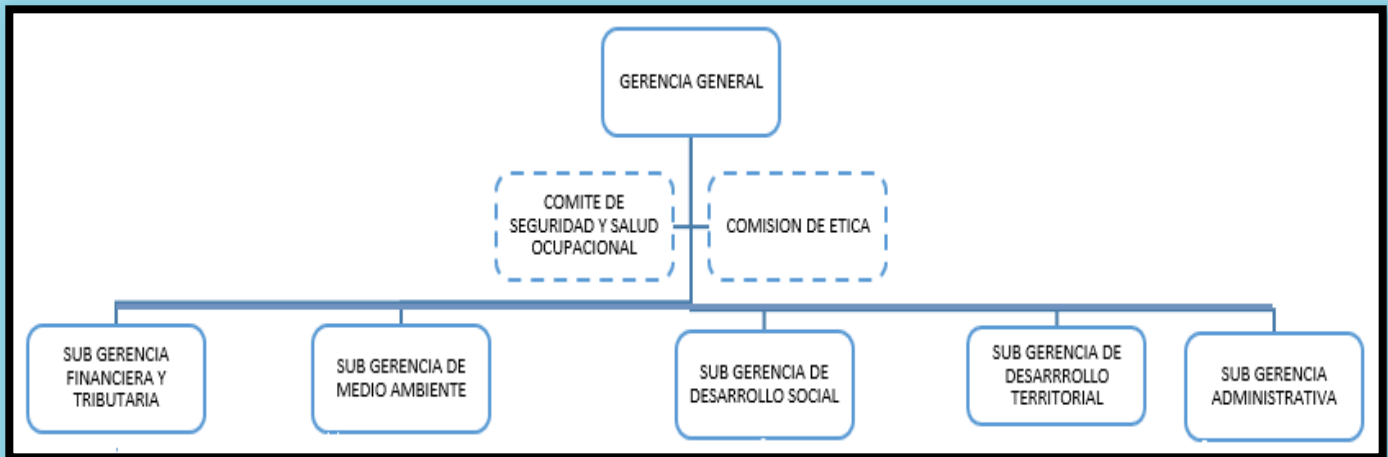 GERENCIA GENERAL
COMITE DE
SEGURIDAD Y SALUD
OCUPACIONAL
COMISION DE ETICA
SUB GERENCIA
FINANCIERA Y
TRIBUTARIA
SUB GERENCIA DE
MEDIO AMBIENTE
SUB GERENCIA DE
DESARROLLO SOCIAL
SUB GERENCIA DE
DESARRROLLO
TERRITORIAL
SUB GERENCIA
ADMINISTRATIVA